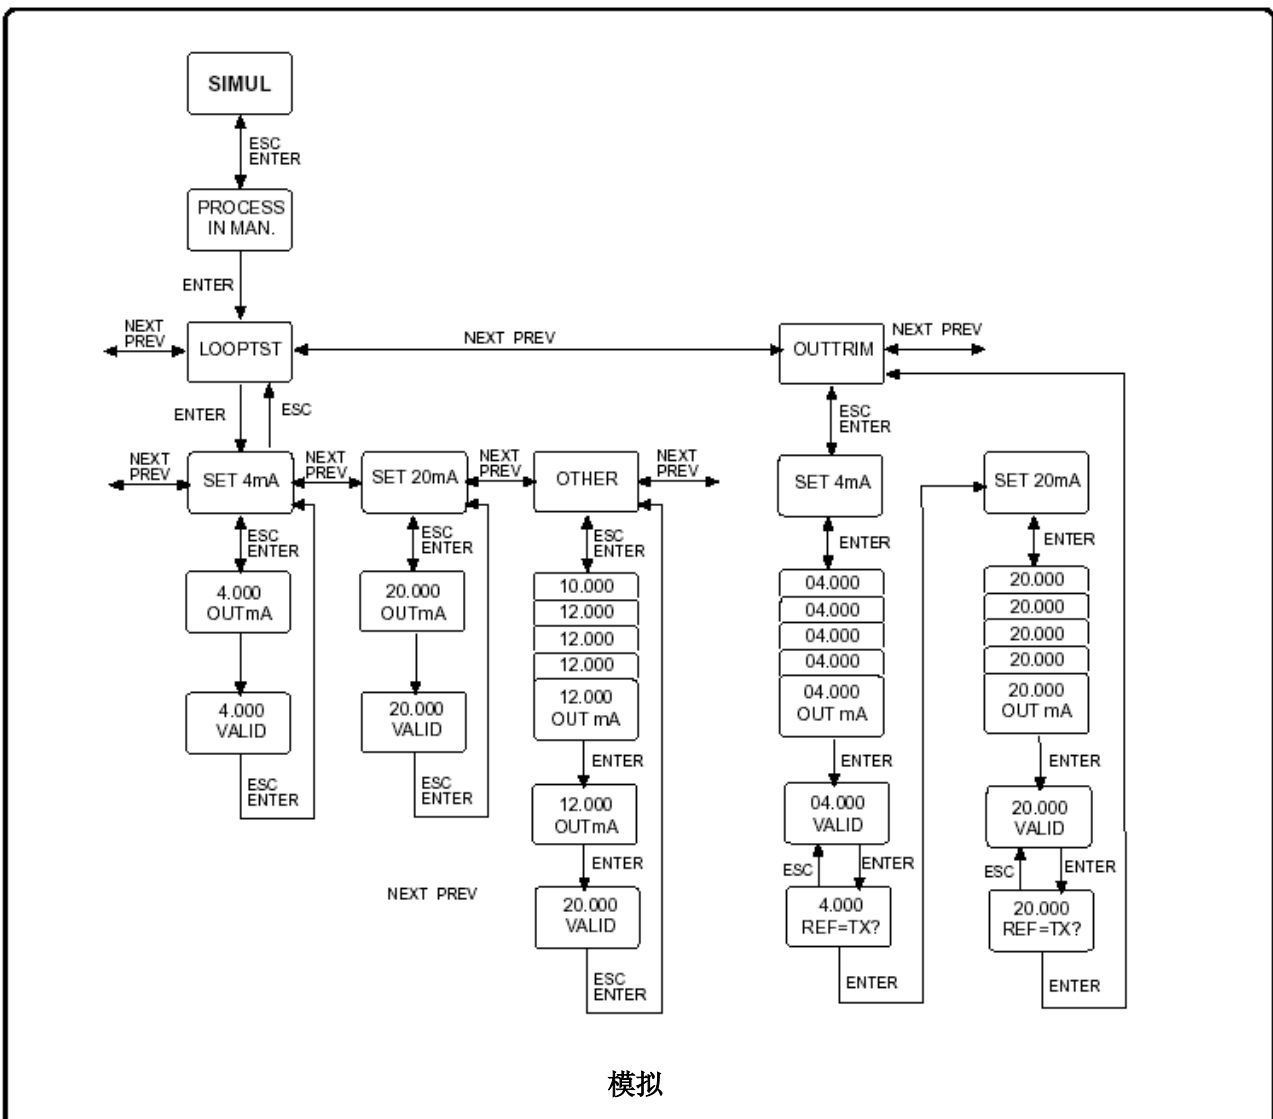 SIMUL
ESC
ENTER
PROCESS
IN MAN.
ENTER
NEXT
PREV
LOOPTST
NEXT PREV
OUTTRIM
NEXT PREV
ENTER
ESC
ESC
ENTER
NEXT
PREV
SET 4mA
NEXT
PREV
SET 20mA
NEXT
PREV
OTHER
NEXT
PREV
SET 4mA
SET 20mA
ESC
ENTER
ESC
ENTER
ESC
ENTER
ENTER
ENTER
4.000
OUTmA
20.000
OUTmA
10.000
12.000
12.000
12.000
12.000
OUT mA
04.000
04.000
04.000
04.000
04.000
OUT mA
20.000
20.000
20.000
20.000
20.000
OUT mA
4.000
VALID
20.000
VALID
ENTER
ENTER
ENTER
ESC
ENTER
ESC
ENTER
12.000
OUTmA
04.000
VALID
20.000
VALID
ENTER
ESC
ENTER
ESC
ENTER
NEXT PREV
20.000
VALID
4.000
REF=TX?
20.000
REF=TX?
ESC
ENTER
ENTER
ENTER
模拟